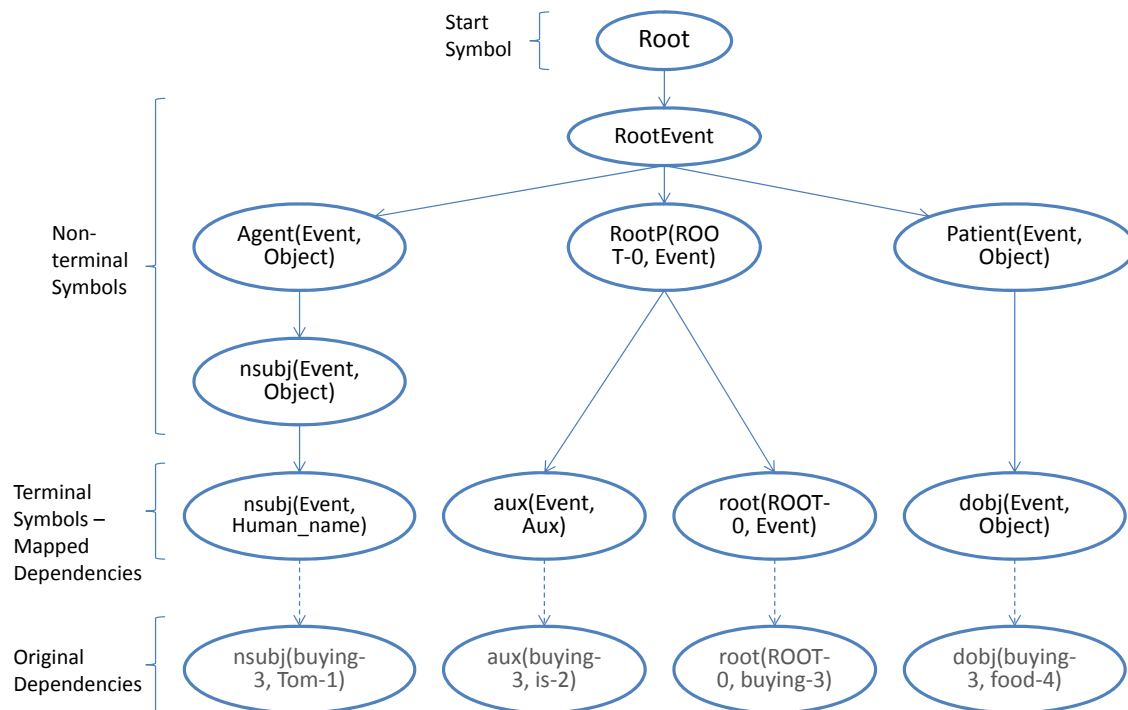 Start
Symbol
Root
RootEvent
Non-
terminal
Symbols
Agent(Event,
Object)
RootP(ROO
T-0, Event)
Patient(Event,
Object)
nsubj(Event,
Object)
Terminal
Symbols –
Mapped
Dependencies
nsubj(Event,
Human_name)
aux(Event,
Aux)
root(ROOT-
0, Event)
dobj(Event,
Object)
Original
Dependencies
nsubj(buying-
3, Tom-1)
aux(buying-
3, is-2)
root(ROOT-
0, buying-3)
dobj(buying-
3, food-4)